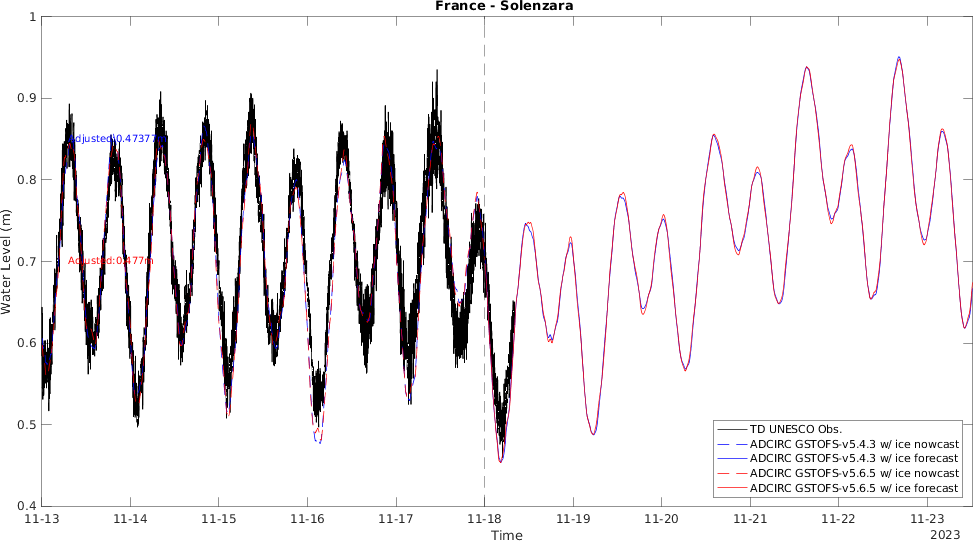 France - Solenzara
1
0.9
0.8
0.7
0.6
0.5
0.4
Water Level (m)
Adjusted:0.47377m
Adjusted:0.477m
TD UNESCO Obs.
ADCIRC GSTOFS-v5.4.3 w/ ice nowcast
ADCIRC GSTOFS-v5.4.3 w/ ice forecast
ADCIRC GSTOFS-v5.6.5 w/ ice nowcast
ADCIRC GSTOFS-v5.6.5 w/ ice forecast
11-13 11-14 11-15 11-16 11-17 11-18 11-19 11-20 11-21 11-22 11-23
Time
2023